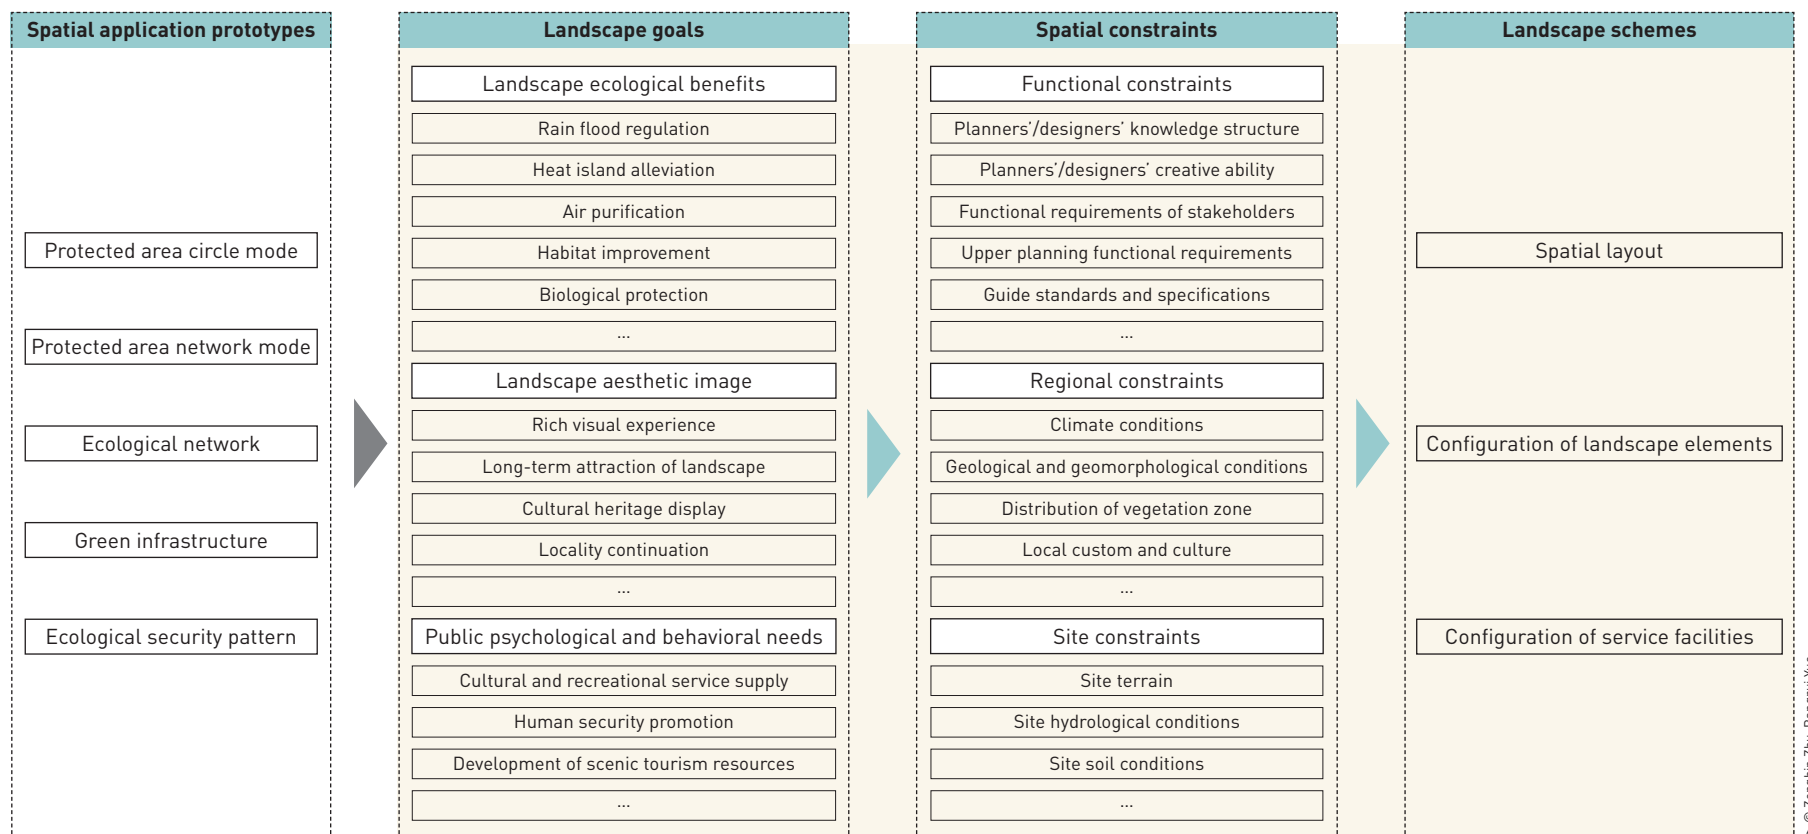 Spatial application prototypes
Protected area circle mode
Protected area network mode
Ecological network
Green infrastructure
Ecological security pattern
Landscape goals
Landscape ecological benefits
Rain flood regulation
Heat island alleviation
Air purification
Habitat improvement
Biological protection
...
Landscape aesthetic image
Rich visual experience
Long-term attraction of landscape
Cultural heritage display
Locality continuation
...
Public psychological and behavioral needs
Cultural and recreational service supply
Human security promotion
Development of scenic tourism resources
...
Spatial constraints
Functional constraints
Planners'/designers' knowledge structure
Planners'/designers' creative ability
Functional requirements of stakeholders
Upper planning functional requirements
Guide standards and specifications
...
Regional constraints
Climate conditions
Geological and geomorphological conditions
Distribution of vegetation zone
Local custom and culture
...
Site constraints
Site terrain
Site hydrological conditions
Site soil conditions
...
Landscape schemes
Spatial layout
Configuration of landscape elements
Configuration of service facilities